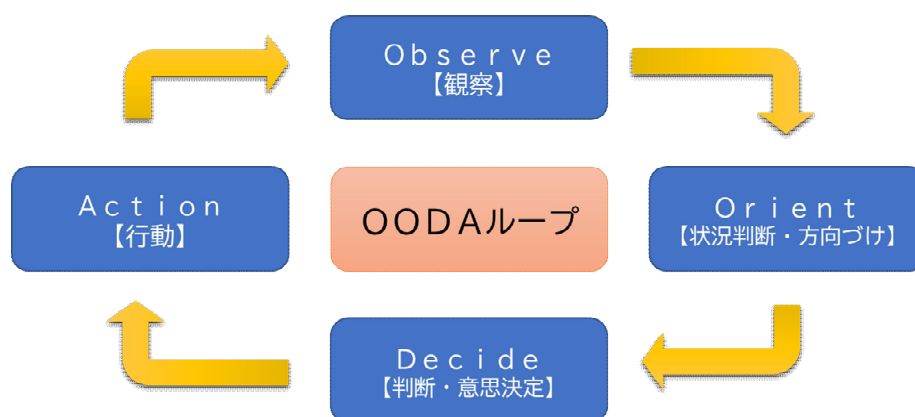 Ｏｂｓｅｒｖｅ
【観察】
Ａｃｔｉｏｎ
【行動】
ＯＯＤＡループ
Ｏｒｉｅｎｔ
【状況判断・方向づけ】
Ｄｅｃｉｄｅ
【判断・意思決定】